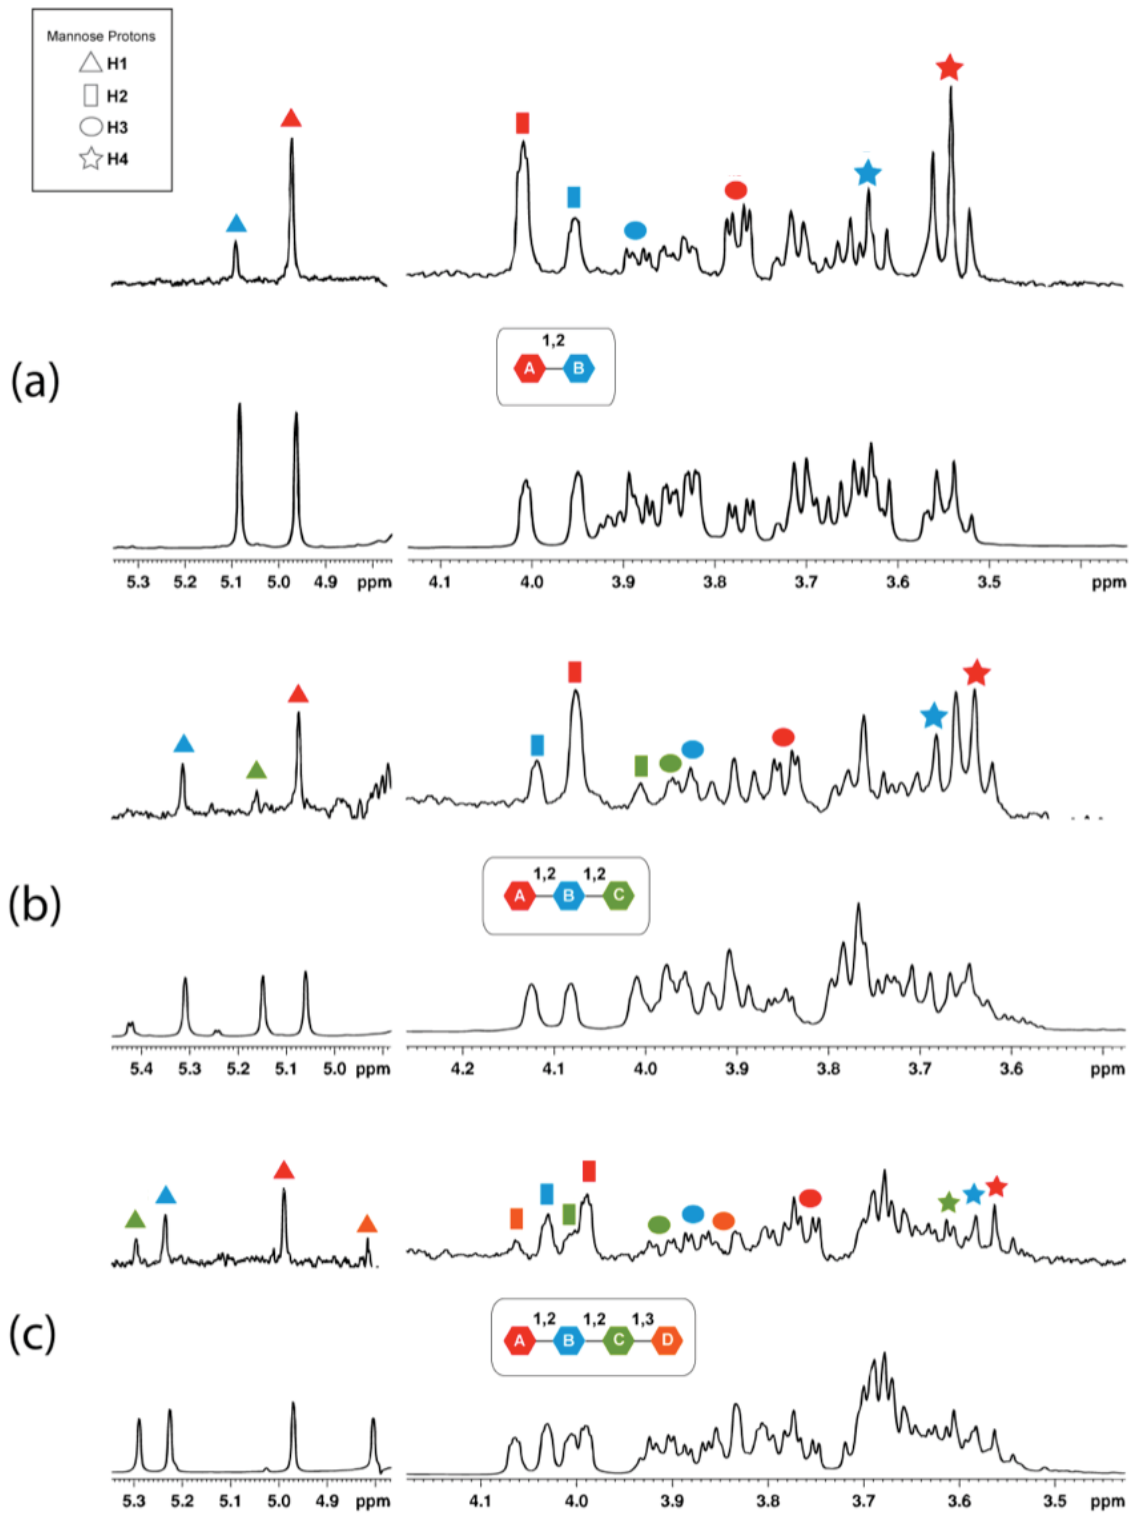 Mannose Protons
H1
H2
H3
H4
(a)
1,2
A B
5.3 5.2 5.1 5.0 4.9 ppm
4.1 4.0 3.9 3.8 3.7 3.6 3.5 ppm
(b)
1,2 1,2
A B C
5.4 5.3 5.2 5.1 5.0 ppm
4.2 4.1 4.0 3.9 3.8 3.7 3.6 ppm
(c)
1,2 1,2 1,3
A B C D
5.3 5.2 5.1 5.0 4.9 ppm
4.1 4.0 3.9 3.8 3.7 3.6 3.5 ppm